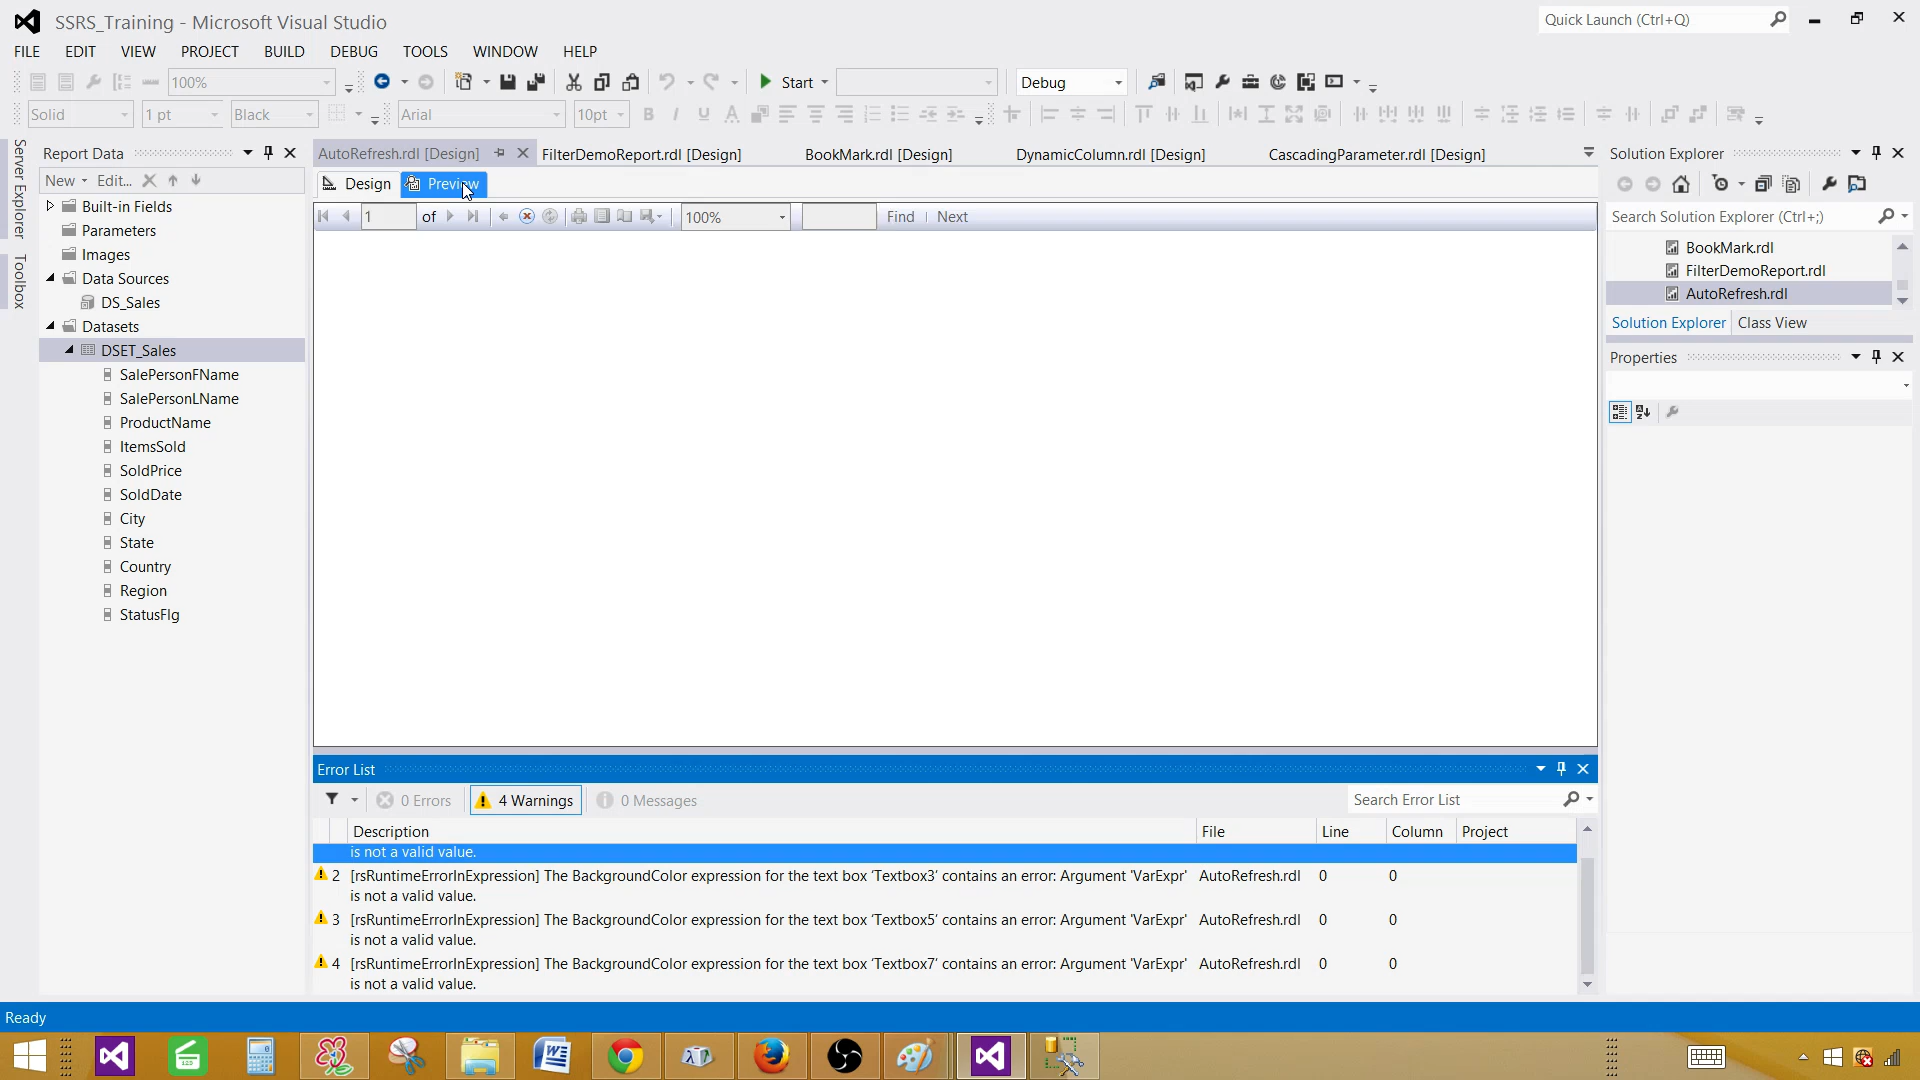 SSRS_Training - Microsoft Visual Studio
Quick Launch (Ctrl+Q)
FILE EDIT VIEW PROJECT BUILD DEBUG TOOLS WINDOW HELP
100% Start Debug
Solid 1 pt Black Arial 10pt
Server Explorer
Toolbox
Report Data
New Edit...
Built-in Fields
Parameters
Images
Data Sources
DS_Sales
Datasets
DSET_Sales
SalePersonFName
SalePersonLName
ProductName
ItemsSold
SoldPrice
SoldDate
City
State
Country
Region
StatusFlg
AutoRefresh.rdl [Design] FilterDemoReport.rdl [Design] BookMark.rdl [Design] DynamicColumn.rdl [Design] CascadingParameter.rdl [Design]
Design Preview
1 of 100% Find Next
Error List
0 Errors 4 Warnings 0 Messages Search Error List
Description File Line Column Project
is not a valid value.
2 [rsRuntimeErrorInExpression] The BackgroundColor expression for the text box ‘Textbox3’ contains an error: Argument 'VarExpr' AutoRefresh.rdl 0 0
is not a valid value.
3 [rsRuntimeErrorInExpression] The BackgroundColor expression for the text box ‘Textbox5’ contains an error: Argument 'VarExpr' AutoRefresh.rdl 0 0
is not a valid value.
4 [rsRuntimeErrorInExpression] The BackgroundColor expression for the text box ‘Textbox7’ contains an error: Argument 'VarExpr' AutoRefresh.rdl 0 0
is not a valid value.
Solution Explorer
Search Solution Explorer (Ctrl+;)
BookMark.rdl
FilterDemoReport.rdl
AutoRefresh.rdl
Solution Explorer Class View
Properties
Ready